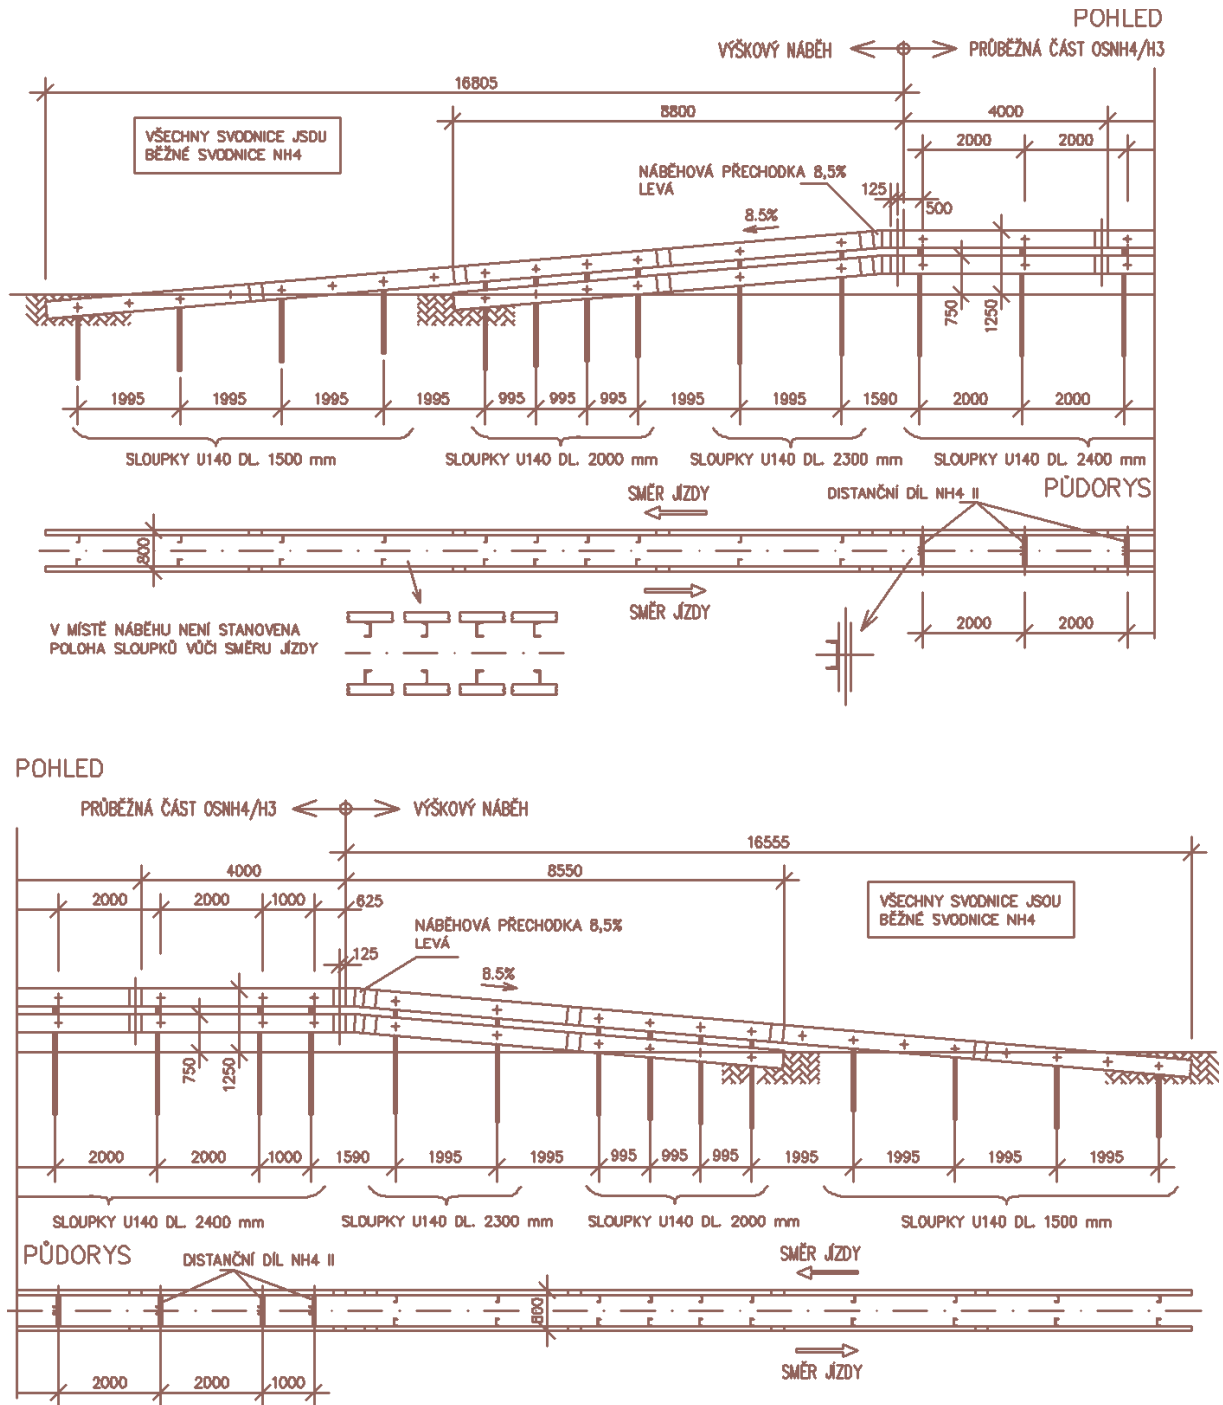 POHLED
VÝŠKOVÝ NÁBĚH
PRŮBĚŽNÁ ČÁST OSNH4/H3
16805
8800
4000
VŠECHNY SVODNICE JSDU
BĚŽNÉ SVODNICE NH4
2000
2000
NÁBĚHOVÁ PŘECHODKA 8,5%
LEVÁ
125
500
8.5%
750
1250
1995
1995
1995
1995
995
995
995
1995
1995
1590
2000
2000
SLOUPKY U140 DL. 1500 mm
SLOUPKY U140 DL. 2000 mm
SLOUPKY U140 DL. 2300 mm
SLOUPKY U140 DL. 2400 mm
PŮDORYS
SMĚR JÍZDY
DISTANČNÍ DÍL NH4 II
800
SMĚR JÍZDY
V MÍSTĚ NÁBĚHU NENÍ STANOVENA
POLOHA SLOUPKŮ VŮČI SMĚRU JÍZDY
2000
2000
POHLED
PRŮBĚŽNÁ ČÁST OSNH4/H3
VÝŠKOVÝ NÁBĚH
16555
4000
8550
2000
2000
1000
625
VŠECHNY SVODNICE JSOU
BĚŽNÉ SVODNICE NH4
NÁBĚHOVÁ PŘECHODKA 8,5%
LEVÁ
125
8.5%
750
1250
2000
2000
1000
1590
1995
1995
995
995
995
1995
1995
1995
1995
SLOUPKY U140 DL. 2400 mm
SLOUPKY U140 DL. 2300 mm
SLOUPKY U140 DL. 2000 mm
SLOUPKY U140 DL. 1500 mm
PŮDORYS
DISTANČNÍ DÍL NH4 II
SMĚR JÍZDY
800
SMĚR JÍZDY
2000
2000
1000